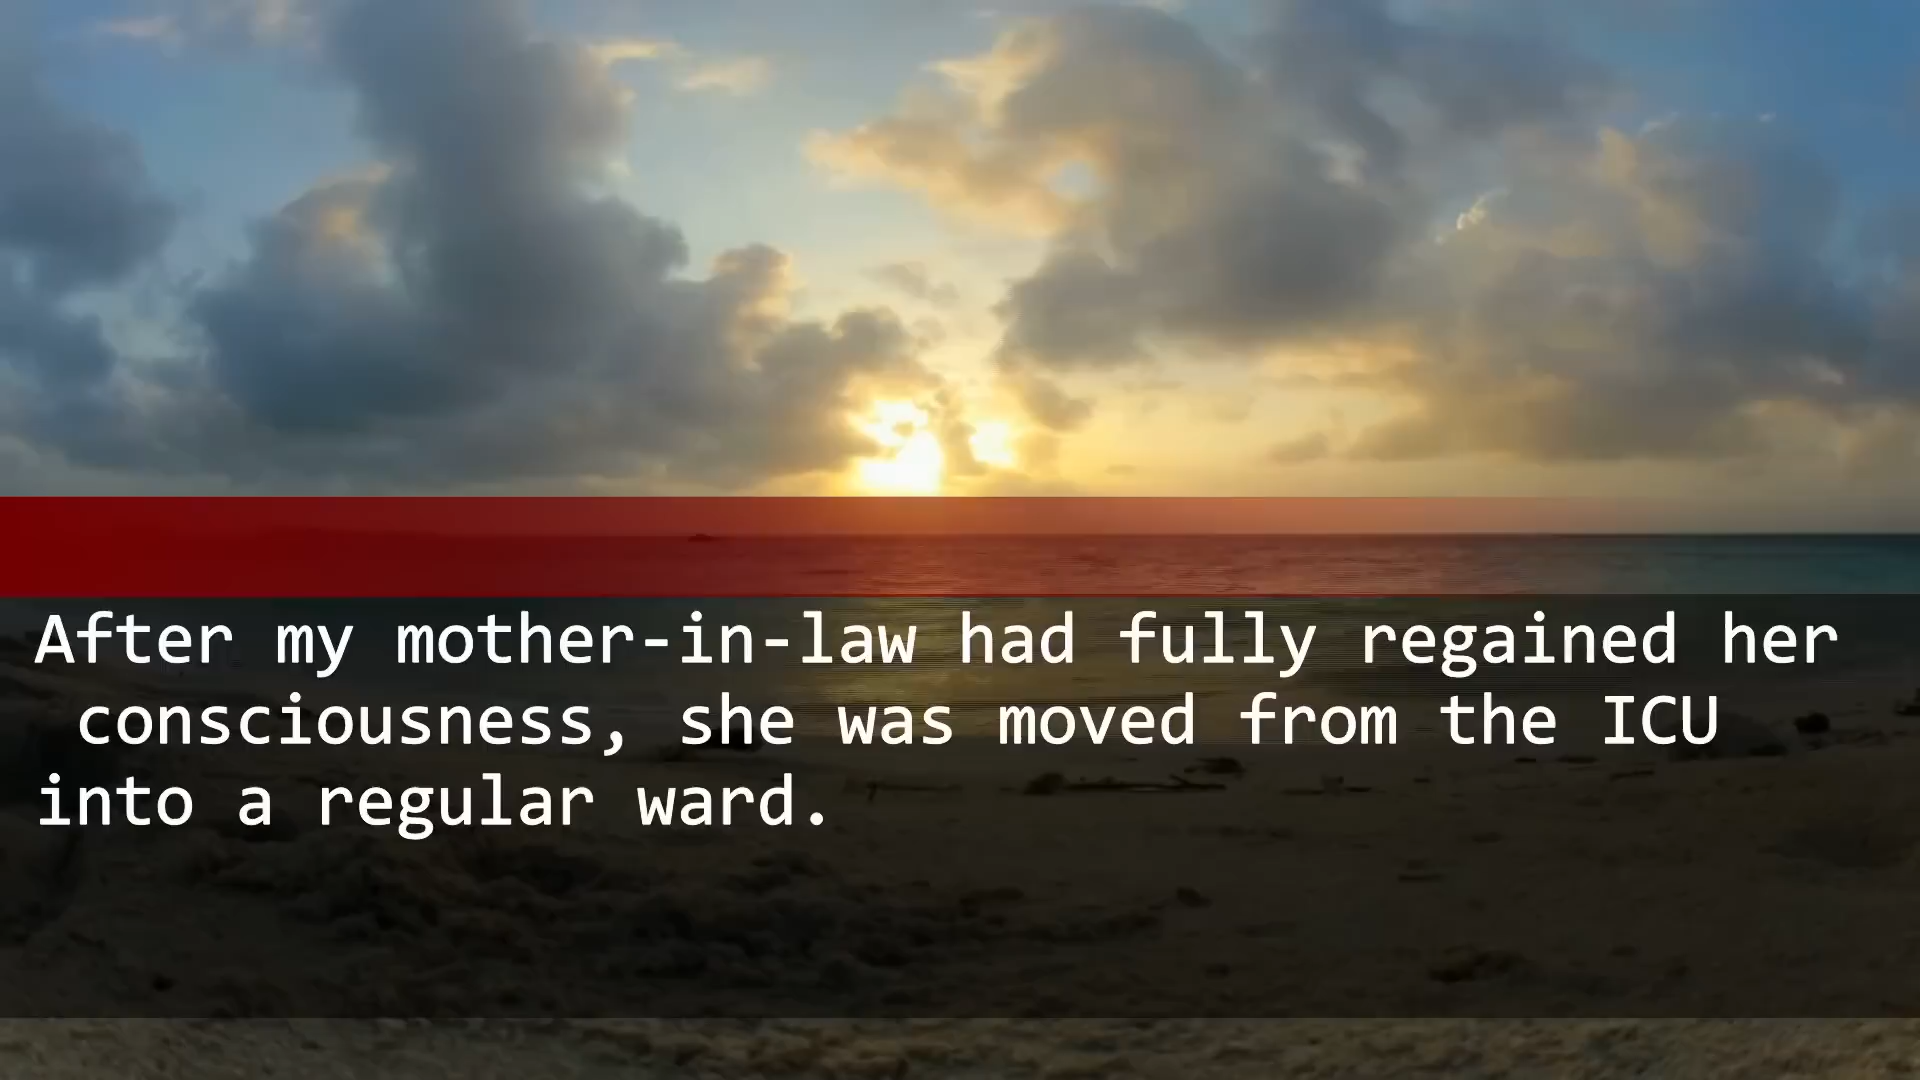 After my mother-in-law had fully regained her
consciousness, she was moved from the ICU
into a regular ward.